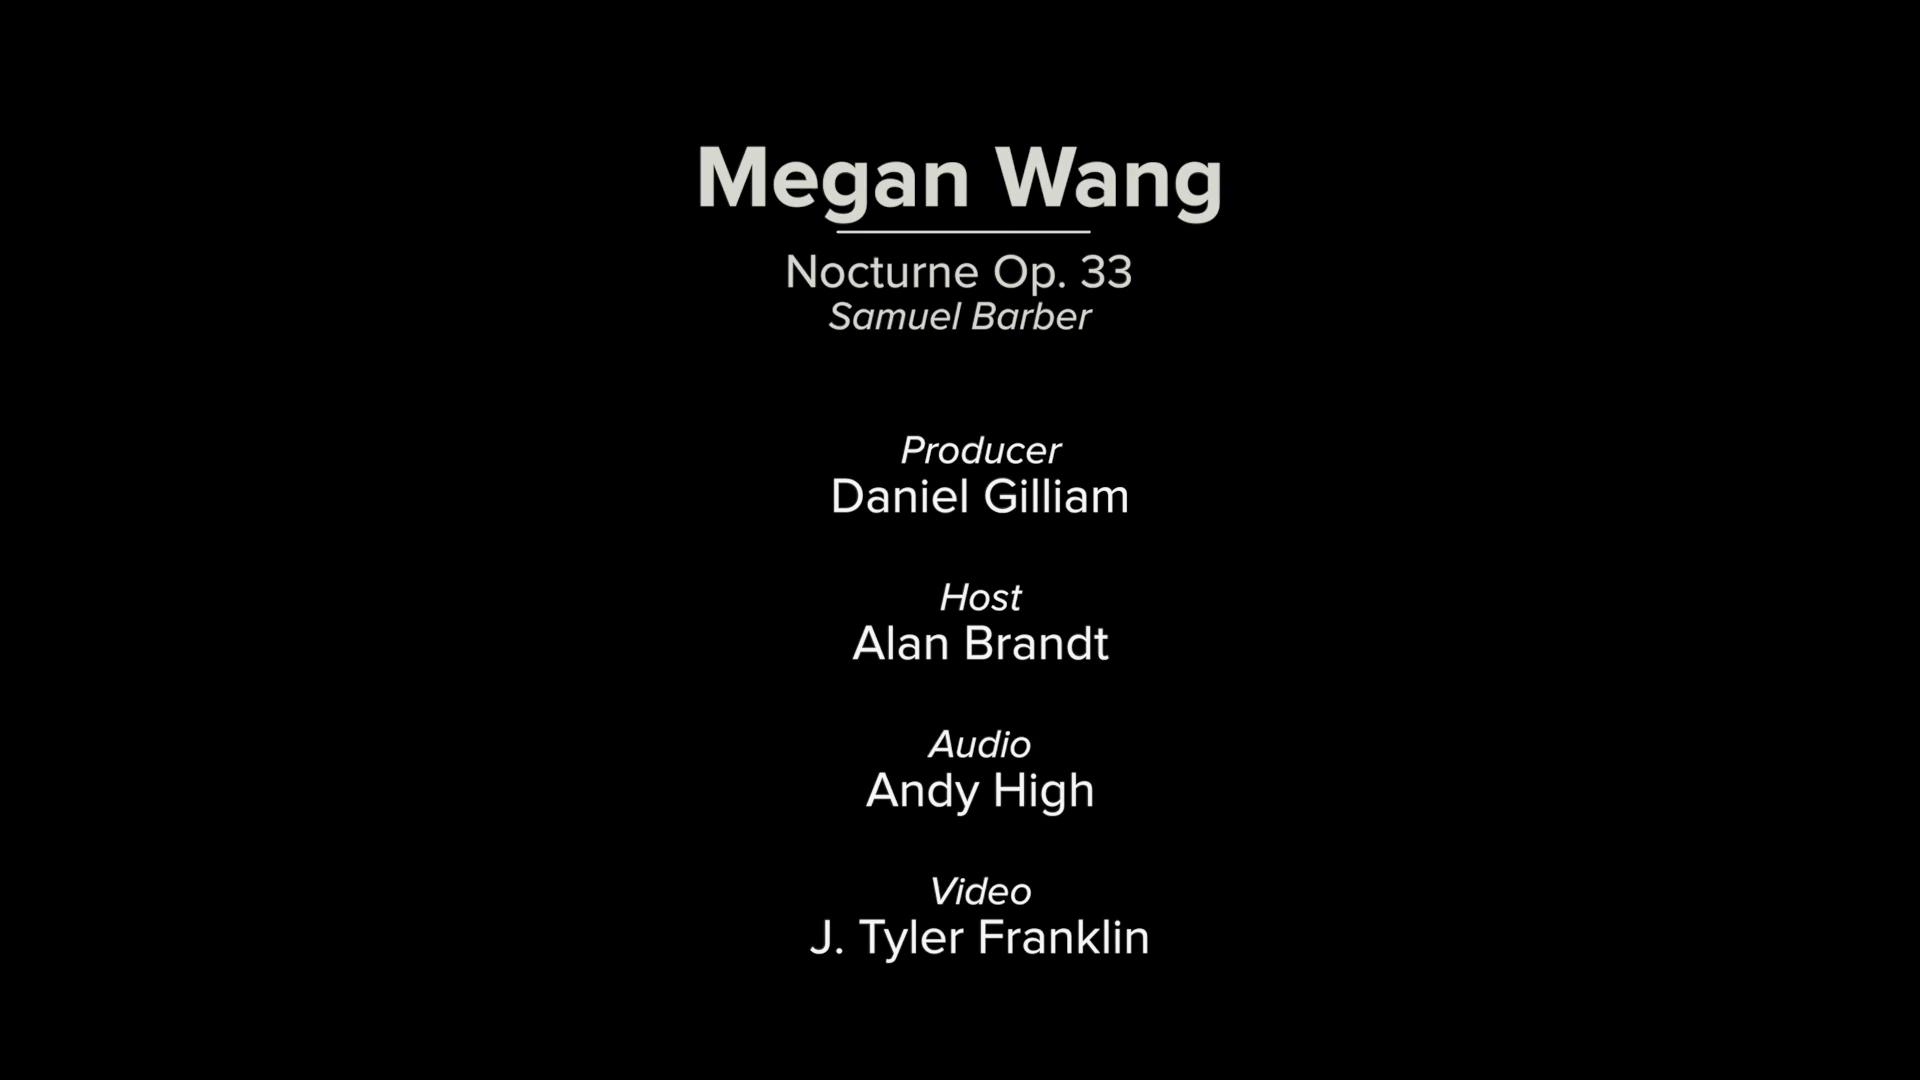 Megan Wang
Nocturne Op. 33
Samuel Barber
Producer
Daniel Gilliam
Host
Alan Brandt
Audio
Andy High
Video
J. Tyler Franklin